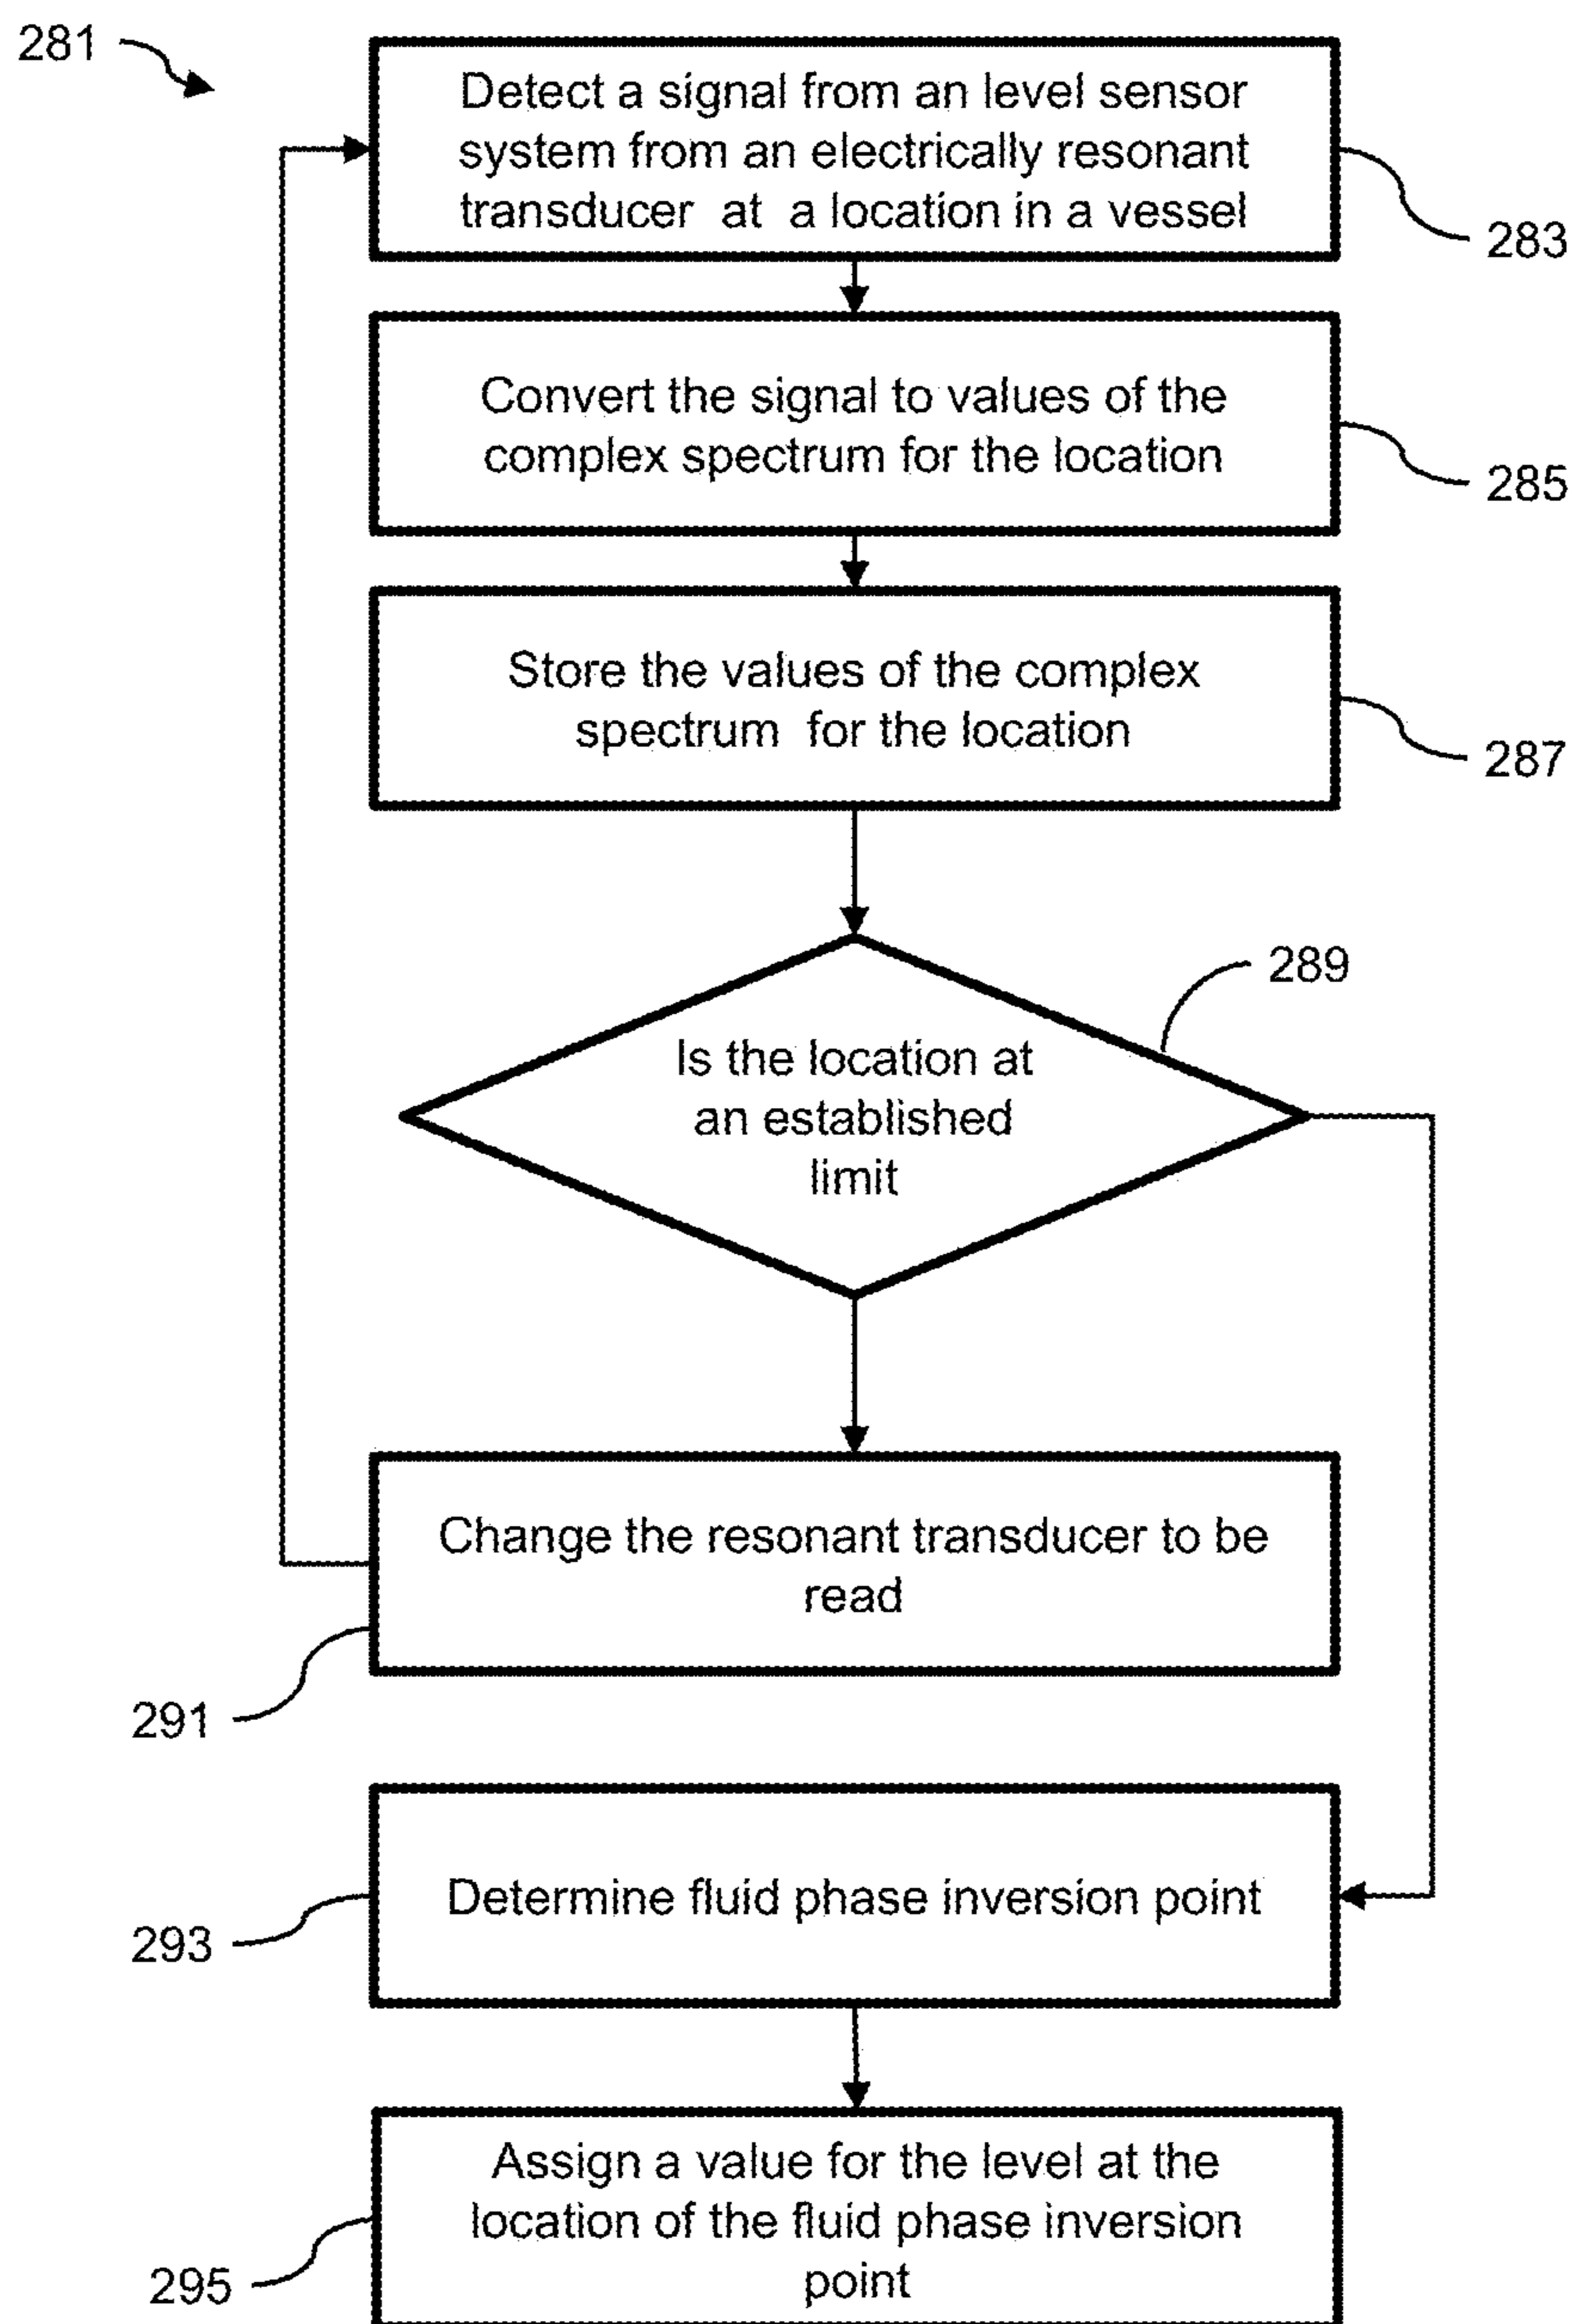 281
Detect a signal from an level sensor
system from an electrically resonant
transducer at a location in a vessel
283
Convert the signal to values of the
complex spectrum for the location
285
Store the values of the complex
spectrum for the location
287
289
Is the location at
an established
limit
Change the resonant transducer to be
read
291
Determine fluid phase inversion point
293
Assign a value for the level at the
location of the fluid phase inversion
point
295